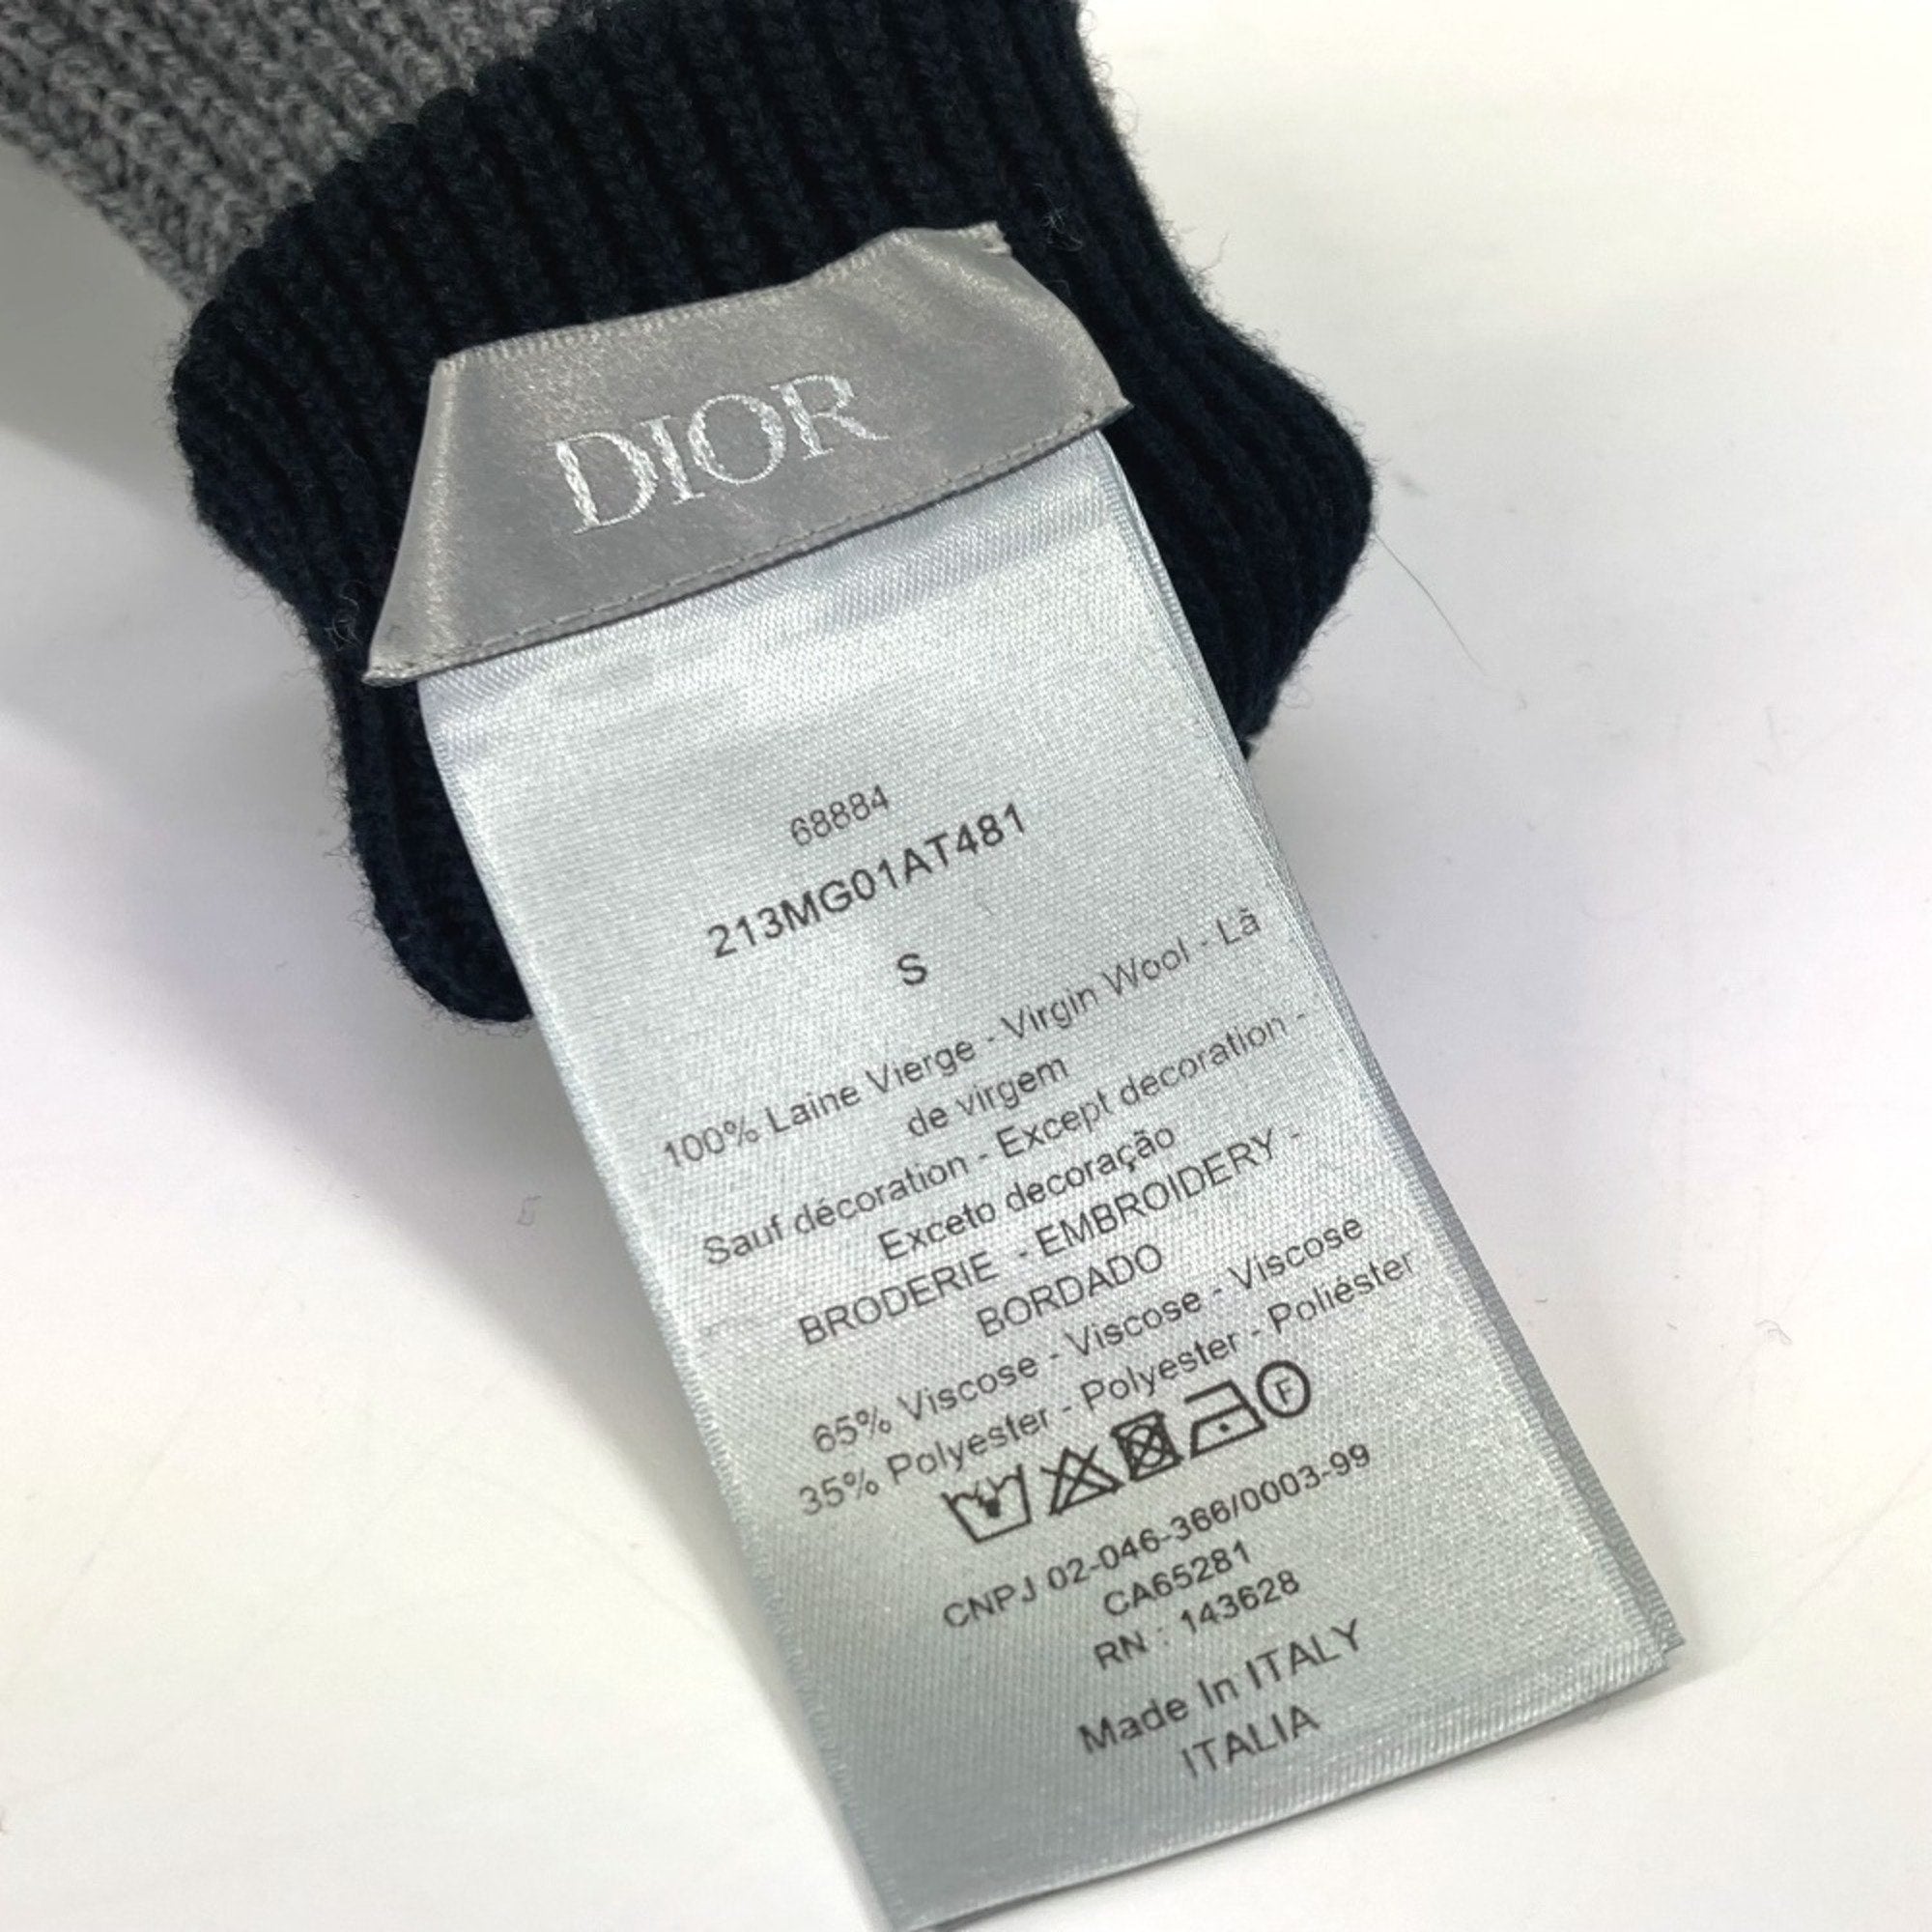 DIOR
68884
213MG01AT481
S
100% Laine Vierge - Virgin Wool - Lã
de virgem
Sauf décoration - Except decoration -
Exceto decoração
BRODERIE - EMBROIDERY -
BORDADO
65% Viscose - Viscose - Viscose
35% Polyester - Polyester - Poliéster
F
CNPJ 02-046-366/0003-99
CA65281
RN : 143628
Made In ITALY
ITALIA